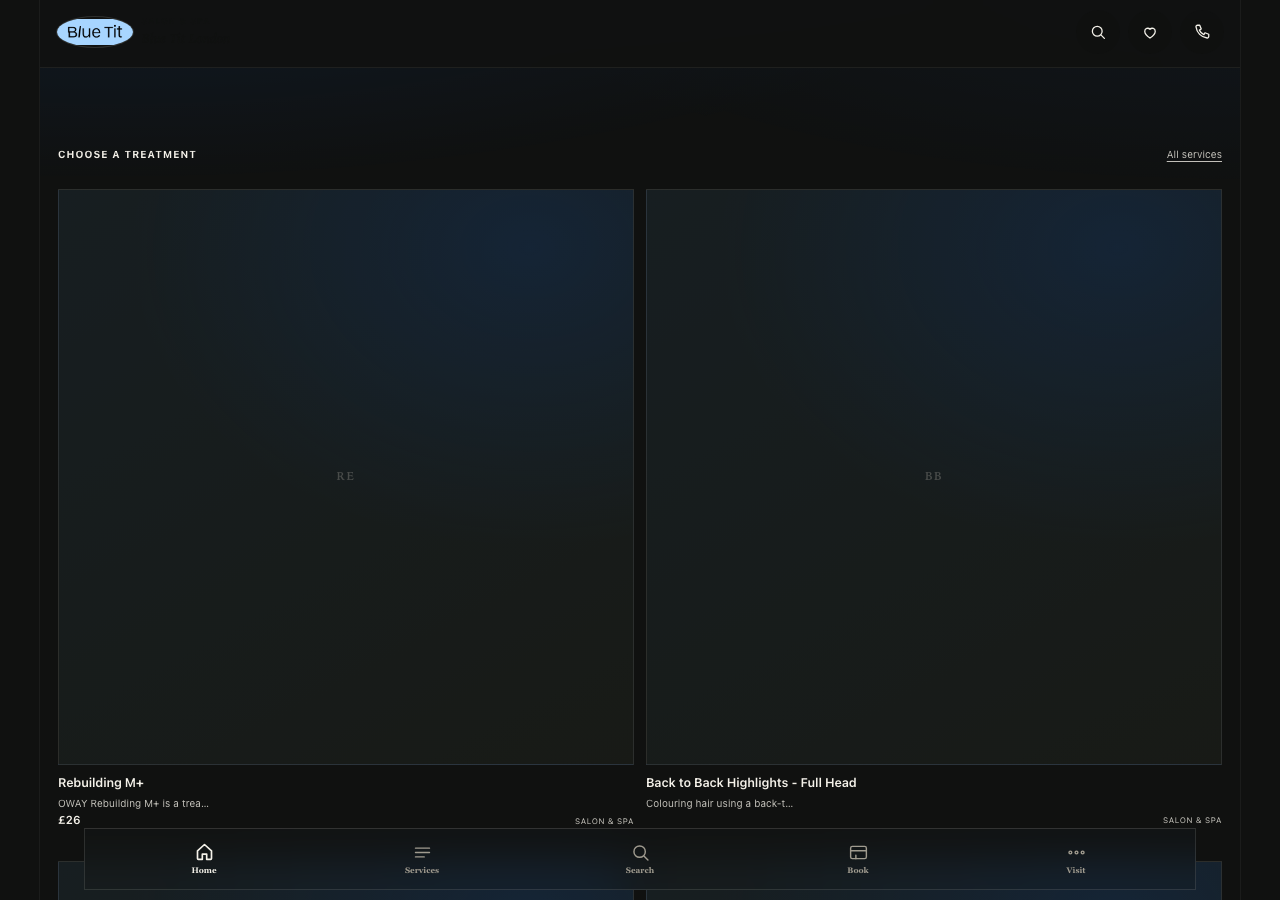 Blue Tit
CHOOSE A TREATMENT
All services
RE
BB
Rebuilding M+
OWAY Rebuilding M+ is a trea...
£26
SALON & SPA
Back to Back Highlights - Full Head
Colouring hair using a back-t...
SALON & SPA
Home
Services
Search
Book
Visit